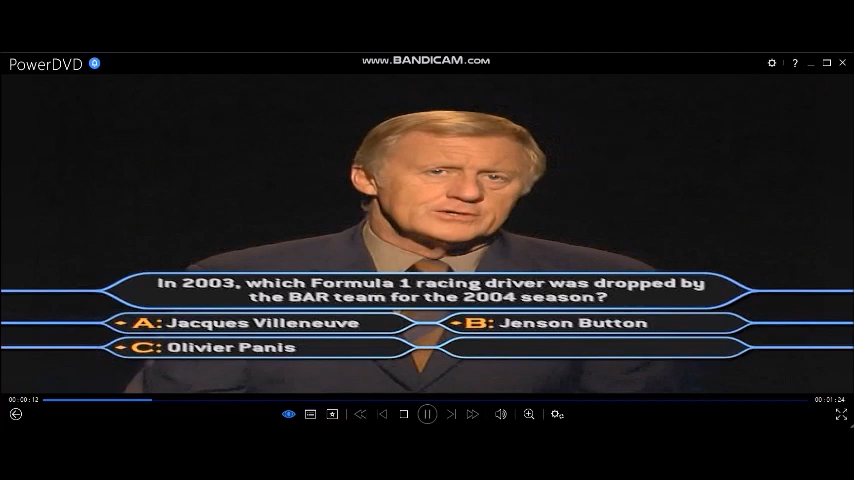 PowerDVD
www.BANDICAM.com
?
In 2003, which Formula 1 racing driver was dropped by
the BAR team for the 2004 season?
A: Jacques Villeneuve
B: Jenson Button
C: Olivier Panis
00:00:12
00:01:24